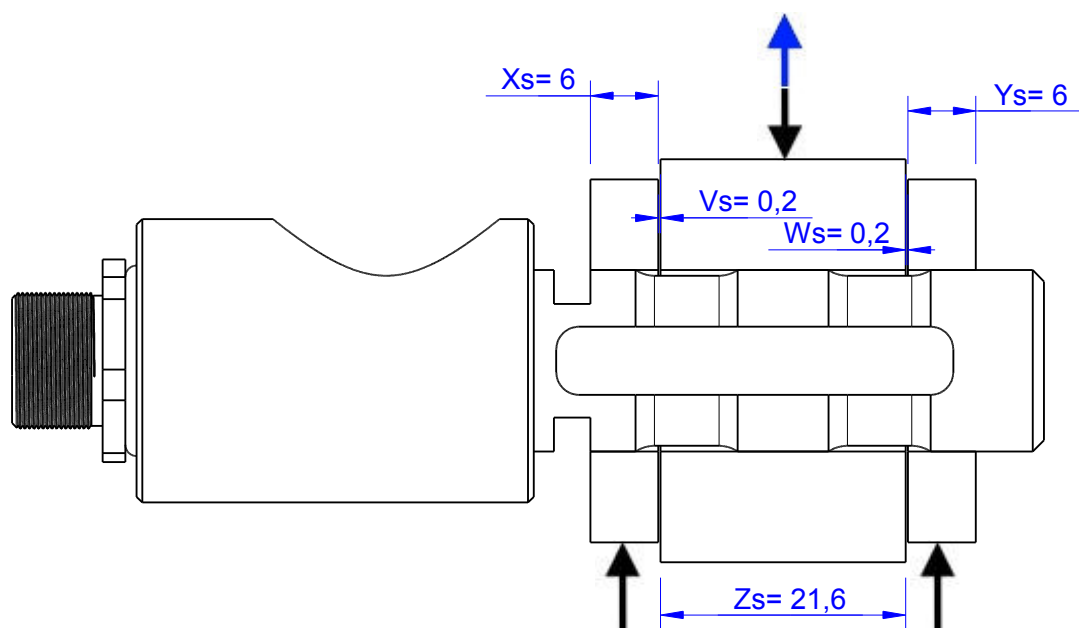 Xs= 6
Ys= 6
Vs= 0,2
Ws= 0,2
Zs= 21,6